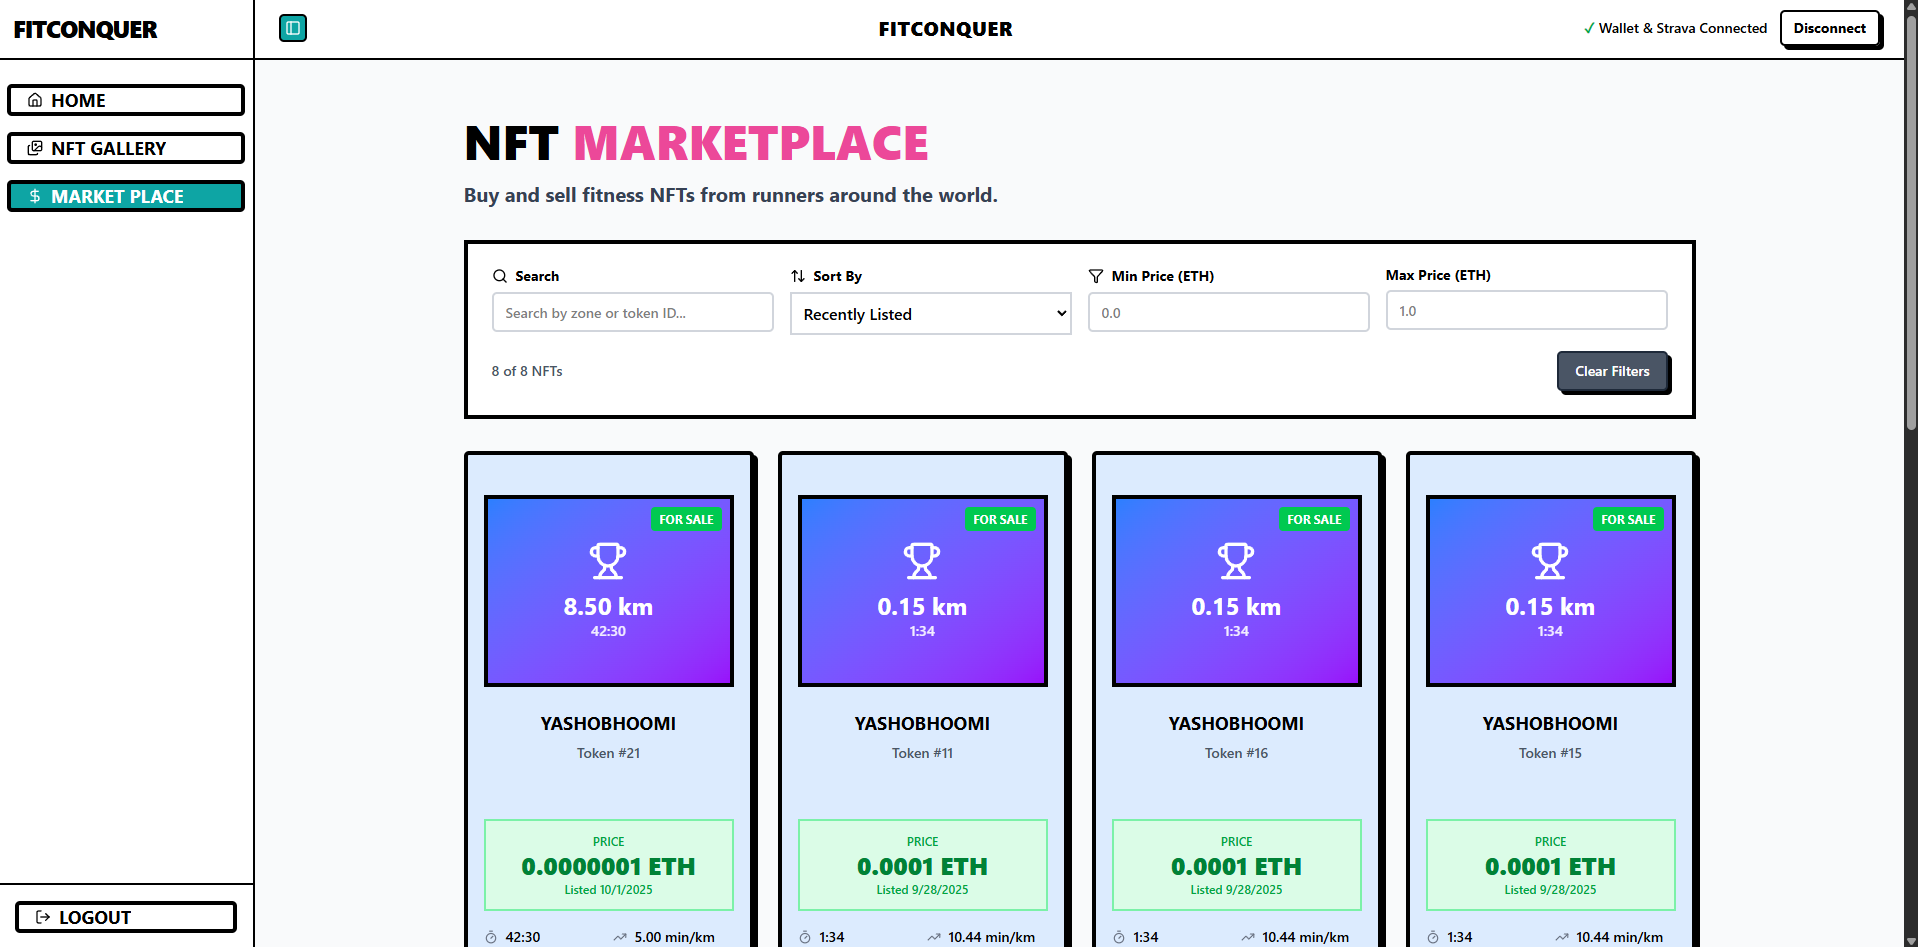 FITCONQUER
FITCONQUER
✓ Wallet & Strava Connected
Disconnect
HOME
NFT GALLERY
MARKET PLACE
LOGOUT
NFT MARKETPLACE
Buy and sell fitness NFTs from runners around the world.
Search
Search by zone or token ID...
Sort By
Recently Listed
Min Price (ETH)
0.0
Max Price (ETH)
1.0
8 of 8 NFTs
Clear Filters
FOR SALE
8.50 km
42:30
YASHOBHOOMI
Token #21
PRICE
0.0000001 ETH
Listed 10/1/2025
42:30
5.00 min/km
FOR SALE
0.15 km
1:34
YASHOBHOOMI
Token #11
PRICE
0.0001 ETH
Listed 9/28/2025
1:34
10.44 min/km
FOR SALE
0.15 km
1:34
YASHOBHOOMI
Token #16
PRICE
0.0001 ETH
Listed 9/28/2025
1:34
10.44 min/km
FOR SALE
0.15 km
1:34
YASHOBHOOMI
Token #15
PRICE
0.0001 ETH
Listed 9/28/2025
1:34
10.44 min/km